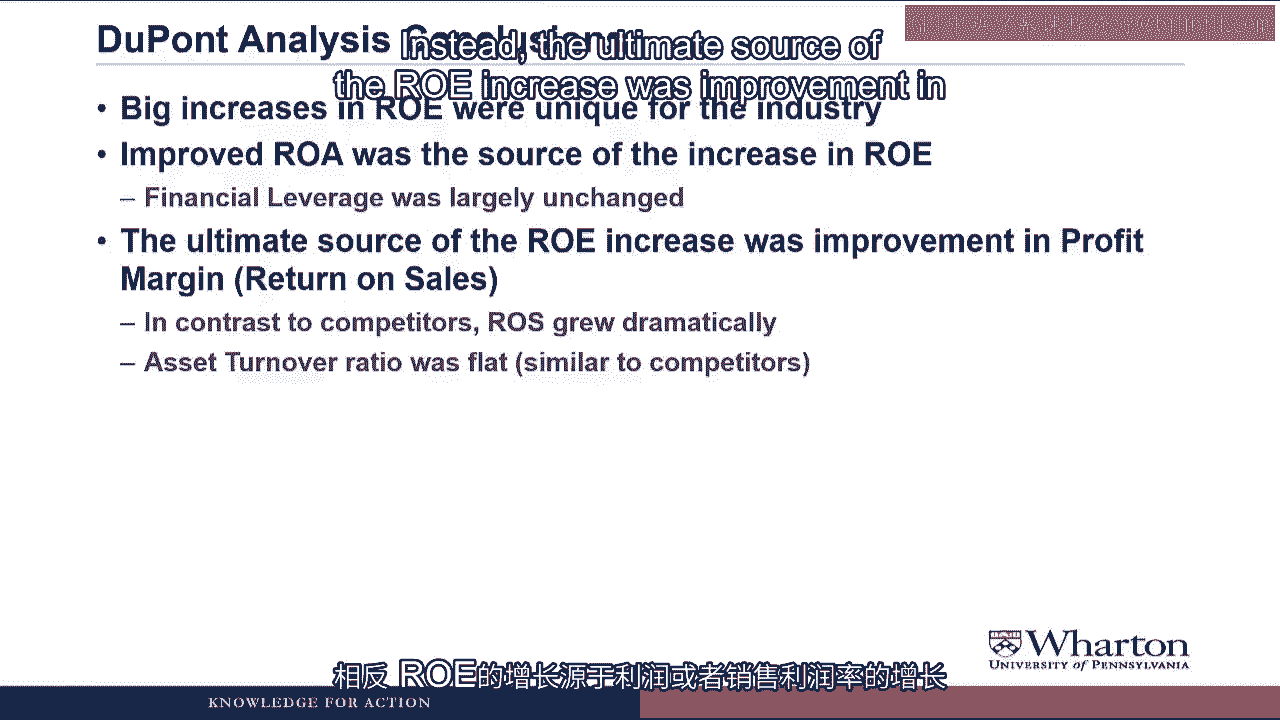 DuPont Analysis Conclusions
Instead, the ultimate source of
the ROE increase was improvement in
• Big increases in ROE were unique for the industry
• Improved ROA was the source of the increase in ROE
– Financial Leverage was largely unchanged
• The ultimate source of the ROE increase was improvement in Profit
Margin (Return on Sales)
– In contrast to competitors, ROS grew dramatically
– Asset Turnover ratio was flat (similar to competitors)
Wharton
UNIVERSITY of PENNSYLVANIA
相反 ROE的增长源于利润或者销售利润率的增长
KNOWLEDGE FOR ACTION